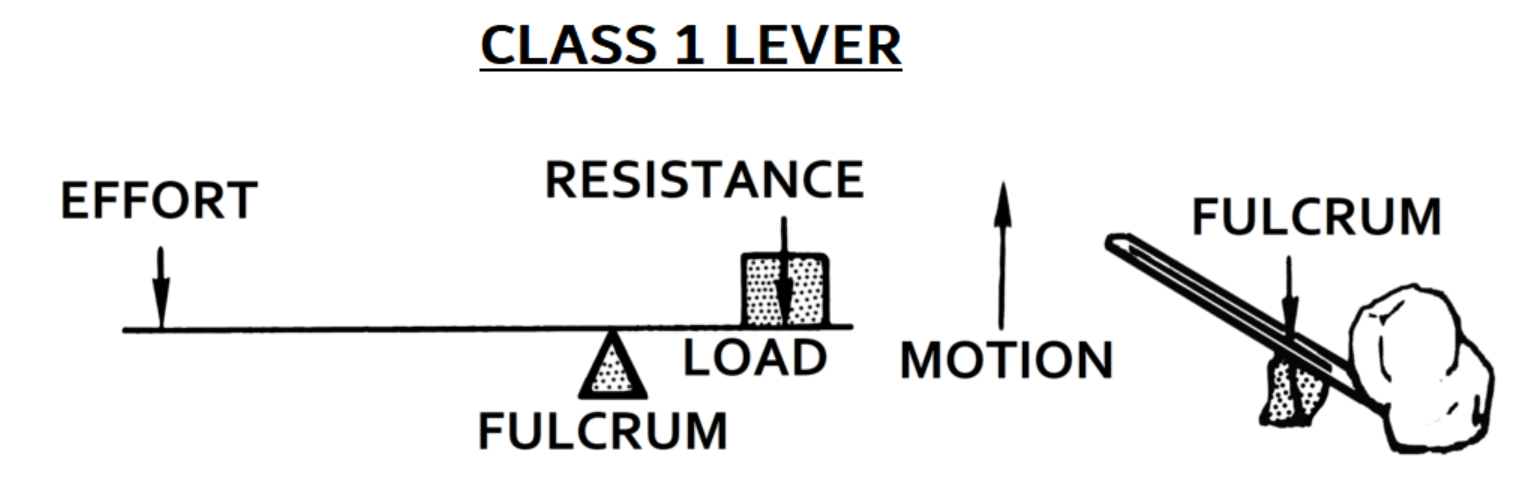 CLASS 1 LEVER
EFFORT
RESISTANCE
FULCRUM
LOAD
MOTION
FULCRUM